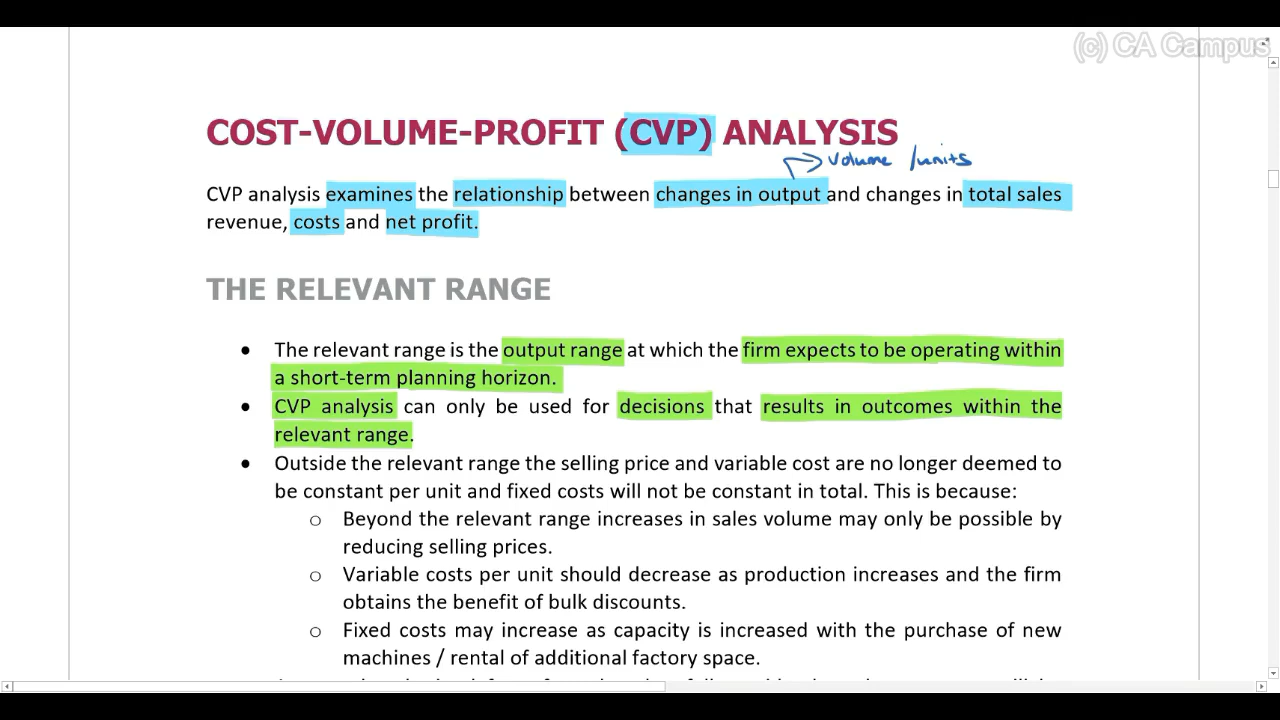 (c) CA Campus
COST-VOLUME-PROFIT (CVP) ANALYSIS
volume /units
CVP analysis examines the relationship between changes in output and changes in total sales
revenue, costs and net profit.
THE RELEVANT RANGE
• The relevant range is the output range at which the firm expects to be operating within
a short-term planning horizon.
• CVP analysis can only be used for decisions that results in outcomes within the
relevant range.
• Outside the relevant range the selling price and variable cost are no longer deemed to
be constant per unit and fixed costs will not be constant in total. This is because:
o Beyond the relevant range increases in sales volume may only be possible by
reducing selling prices.
o Variable costs per unit should decrease as production increases and the firm
obtains the benefit of bulk discounts.
o Fixed costs may increase as capacity is increased with the purchase of new
machines / rental of additional factory space.